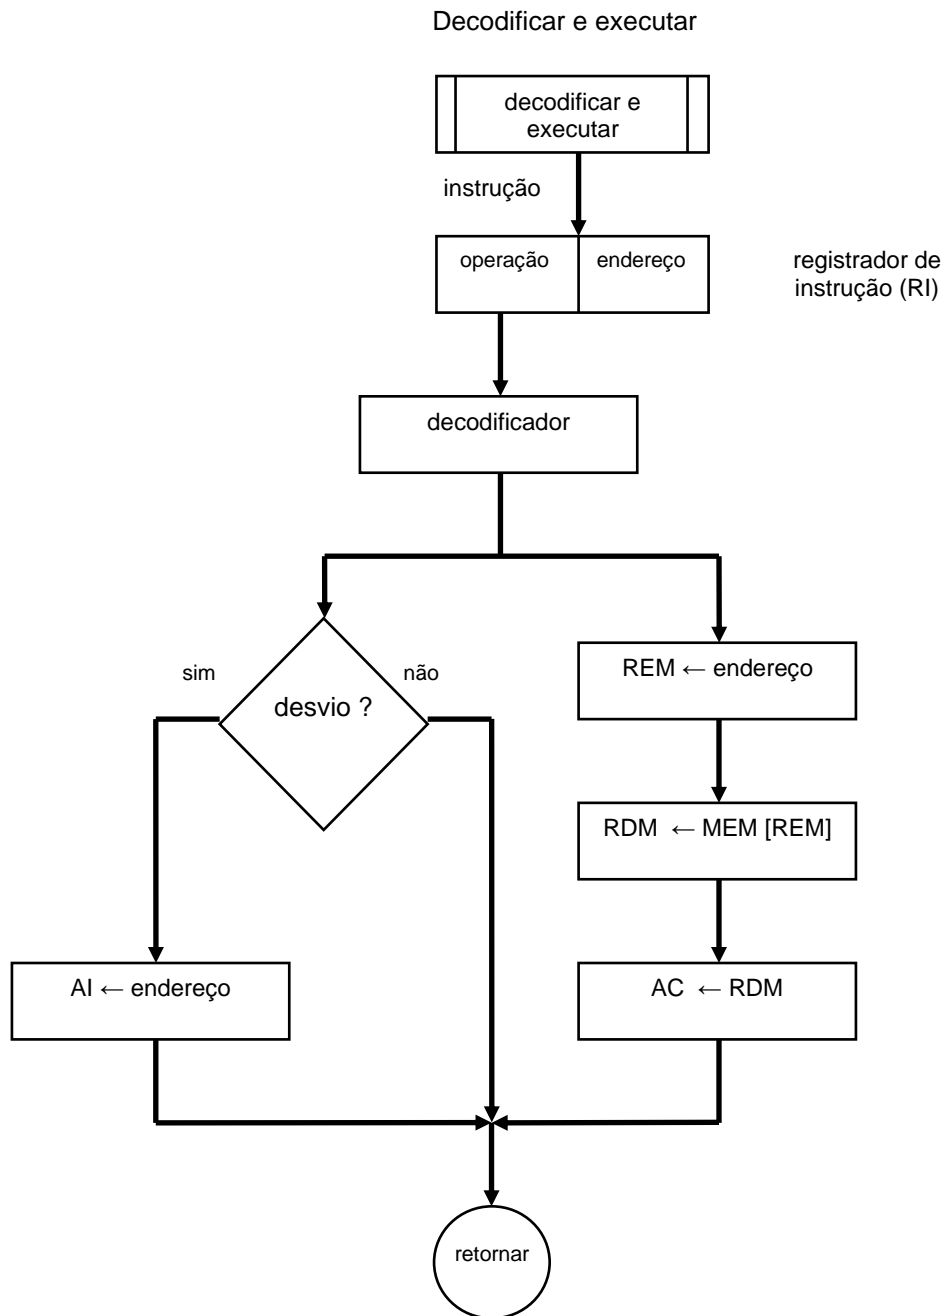 Decodificar e executar
decodificar e
executar
instrução
operação
endereço
registrador de
instrução (RI)
decodificador
sim
não
desvio ?
REM ← endereço
RDM ← MEM [REM]
AI ← endereço
AC ← RDM
retornar